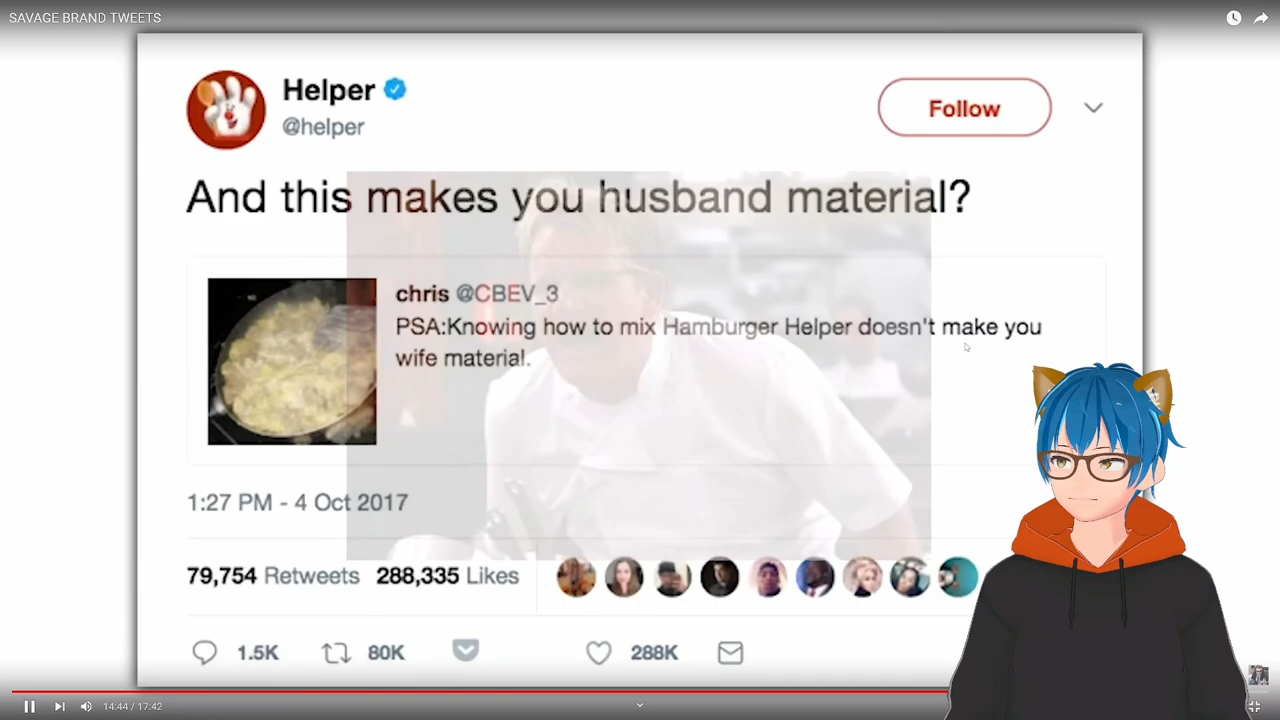 SAVAGE BRAND TWEETS
Helper
@helper
Follow
And this makes you husband material?
chris @CBEV_3
PSA:Knowing how to mix Hamburger Helper doesn't make you
wife material.
1:27 PM - 4 Oct 2017
79,754 Retweets 288,335 Likes
1.5K 80K 288K
14:44 / 17:42